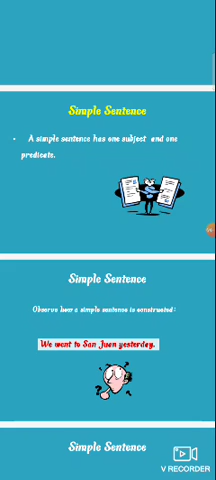 Simple Sentence
- A simple sentence has one subject and one
predicate.
Simple Sentence
Observe how a simple sentence is constructed:
We went to San Juan yesterday.
Simple Sentence
V RECORDER